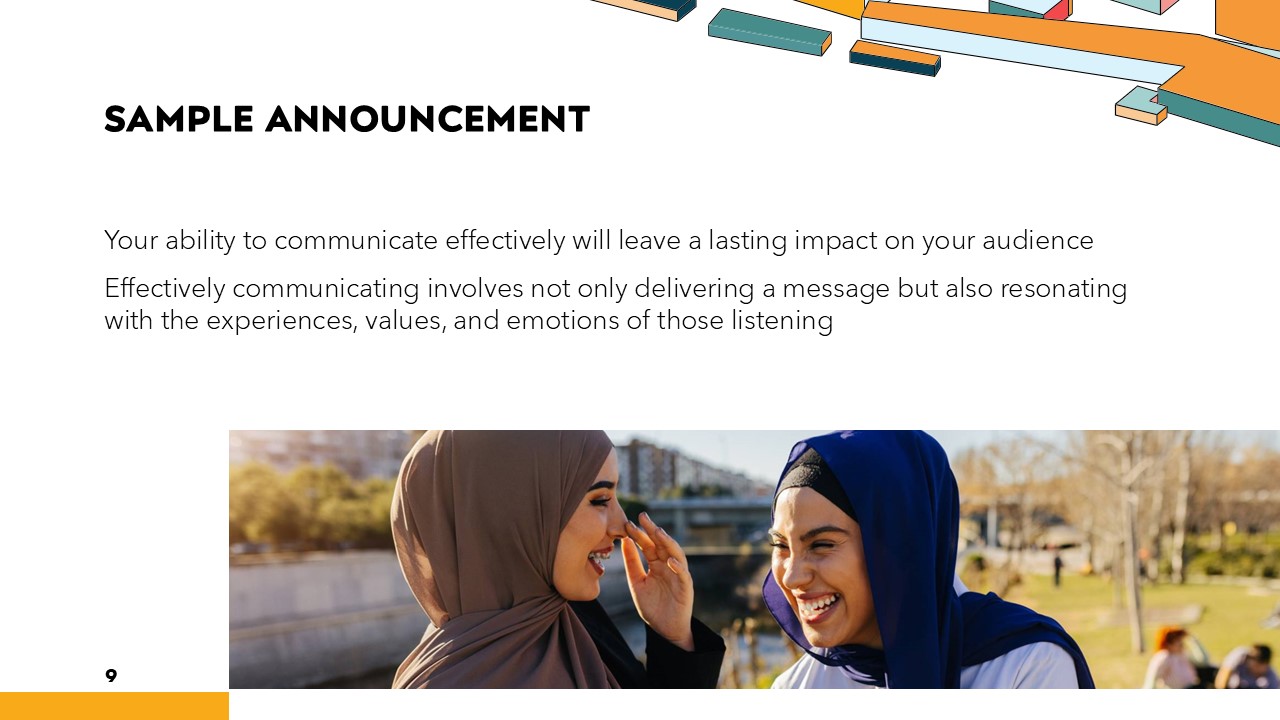 SAMPLE ANNOUNCEMENT
Your ability to communicate effectively will leave a lasting impact on your audience
Effectively communicating involves not only delivering a message but also resonating
with the experiences, values, and emotions of those listening
9